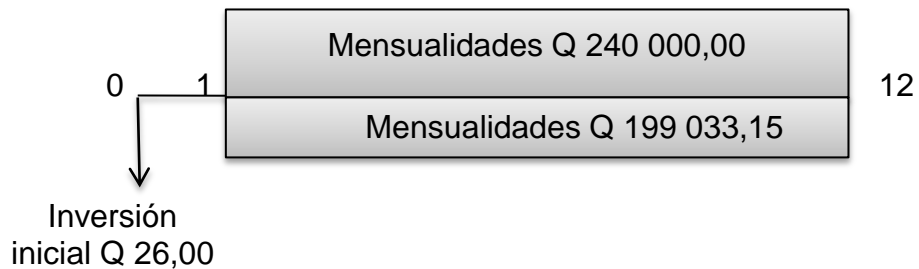 Mensualidades Q 240 000,00
0 1 12
Mensualidades Q 199 033,15
Inversión
inicial Q 26,00